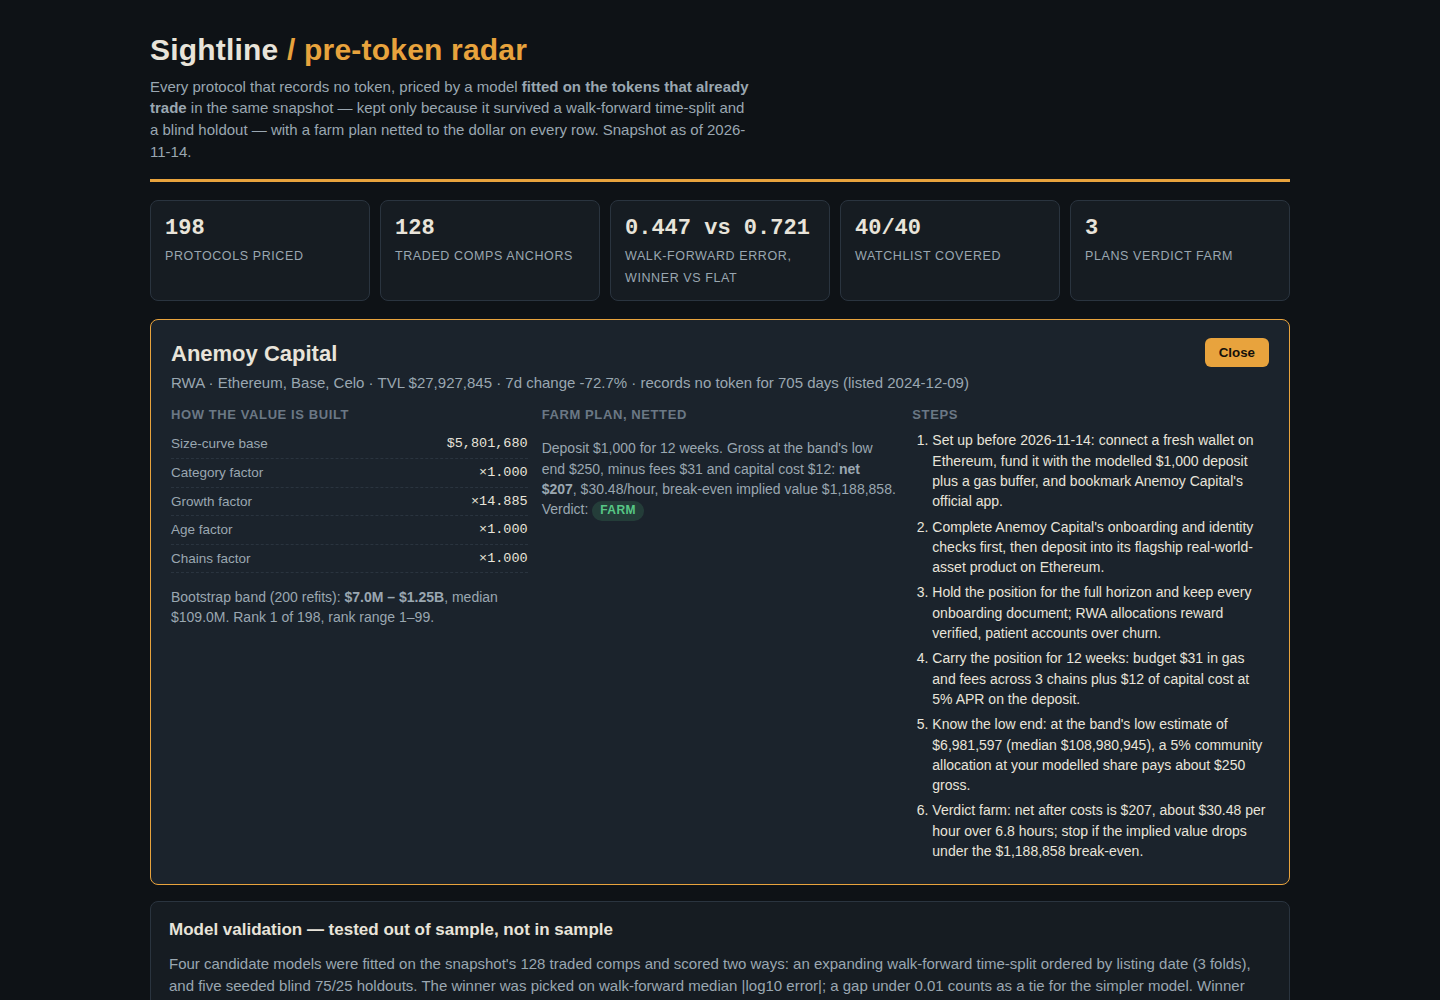 Sightline / pre-token radar
Every protocol that records no token, priced by a model fitted on the tokens that already
trade in the same snapshot — kept only because it survived a walk-forward time-split and
a blind holdout — with a farm plan netted to the dollar on every row. Snapshot as of 2026-
11-14.
198
PROTOCOLS PRICED
128
TRADED COMPS ANCHORS
0.447 vs 0.721
WALK-FORWARD ERROR,
WINNER VS FLAT
40/40
WATCHLIST COVERED
3
PLANS VERDICT FARM
Anemoy Capital
Close
RWA · Ethereum, Base, Celo · TVL $27,927,845 · 7d change -72.7% · records no token for 705 days (listed 2024-12-09)
HOW THE VALUE IS BUILT
Size-curve base $5,801,680
Category factor ×1.000
Growth factor ×14.885
Age factor ×1.000
Chains factor ×1.000
Bootstrap band (200 refits): $7.0M – $1.25B, median
$109.0M. Rank 1 of 198, rank range 1–99.
FARM PLAN, NETTED
Deposit $1,000 for 12 weeks. Gross at the band's low
end $250, minus fees $31 and capital cost $12: net
$207, $30.48/hour, break-even implied value $1,188,858.
Verdict: FARM
STEPS
1. Set up before 2026-11-14: connect a fresh wallet on
Ethereum, fund it with the modelled $1,000 deposit
plus a gas buffer, and bookmark Anemoy Capital's
official app.
2. Complete Anemoy Capital's onboarding and identity
checks first, then deposit into its flagship real-world-
asset product on Ethereum.
3. Hold the position for the full horizon and keep every
onboarding document; RWA allocations reward
verified, patient accounts over churn.
4. Carry the position for 12 weeks: budget $31 in gas
and fees across 3 chains plus $12 of capital cost at
5% APR on the deposit.
5. Know the low end: at the band's low estimate of
$6,981,597 (median $108,980,945), a 5% community
allocation at your modelled share pays about $250
gross.
6. Verdict farm: net after costs is $207, about $30.48 per
hour over 6.8 hours; stop if the implied value drops
under the $1,188,858 break-even.
Model validation — tested out of sample, not in sample
Four candidate models were fitted on the snapshot's 128 traded comps and scored two ways: an expanding walk-forward time-split ordered by listing date (3 folds),
and five seeded blind 75/25 holdouts. The winner was picked on walk-forward median |log10 error|; a gap under 0.01 counts as a tie for the simpler model. Winner